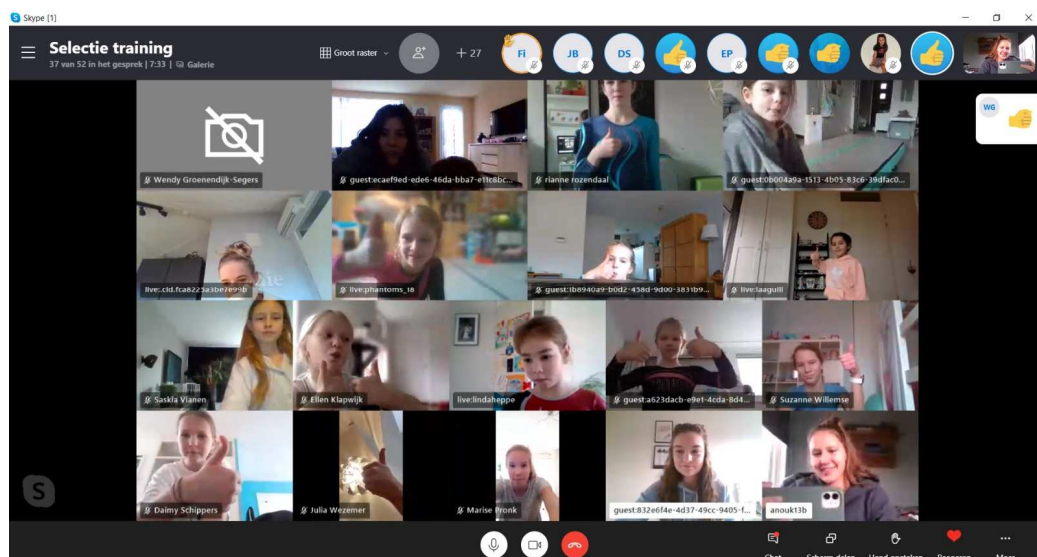 Skype [1]
Selectie training
37 van 52 in het gesprek | 7:33 | Galerie
Groot raster
+ 27
Fi
JB
DS
EP
WG
Wendy Groenendijk-Segers
guest:ecaef9ed-ede6-46da-bba7-e11c8bc...
rianne rozendaal
guest:0b004a9a-1513-4b05-83c6-39dfac0...
live:.cid.fca8225a3be7e99b
live:phantoms_18
guest:1b8940a9-b0d2-458d-9d00-3831b9...
live:laagulll
Saskia Vianen
Ellen Klapwijk
live:lindaheppe
guest:a623dacb-e9e1-4cda-8d4...
Suzanne Willemse
Daimy Schippers
Julia Wezemer
Marise Pronk
guest:832e6f4e-4d37-49cc-9405-f...
anouk13b
S
Chat
Scherm delen
Hand opsteken
Reageren
Meer